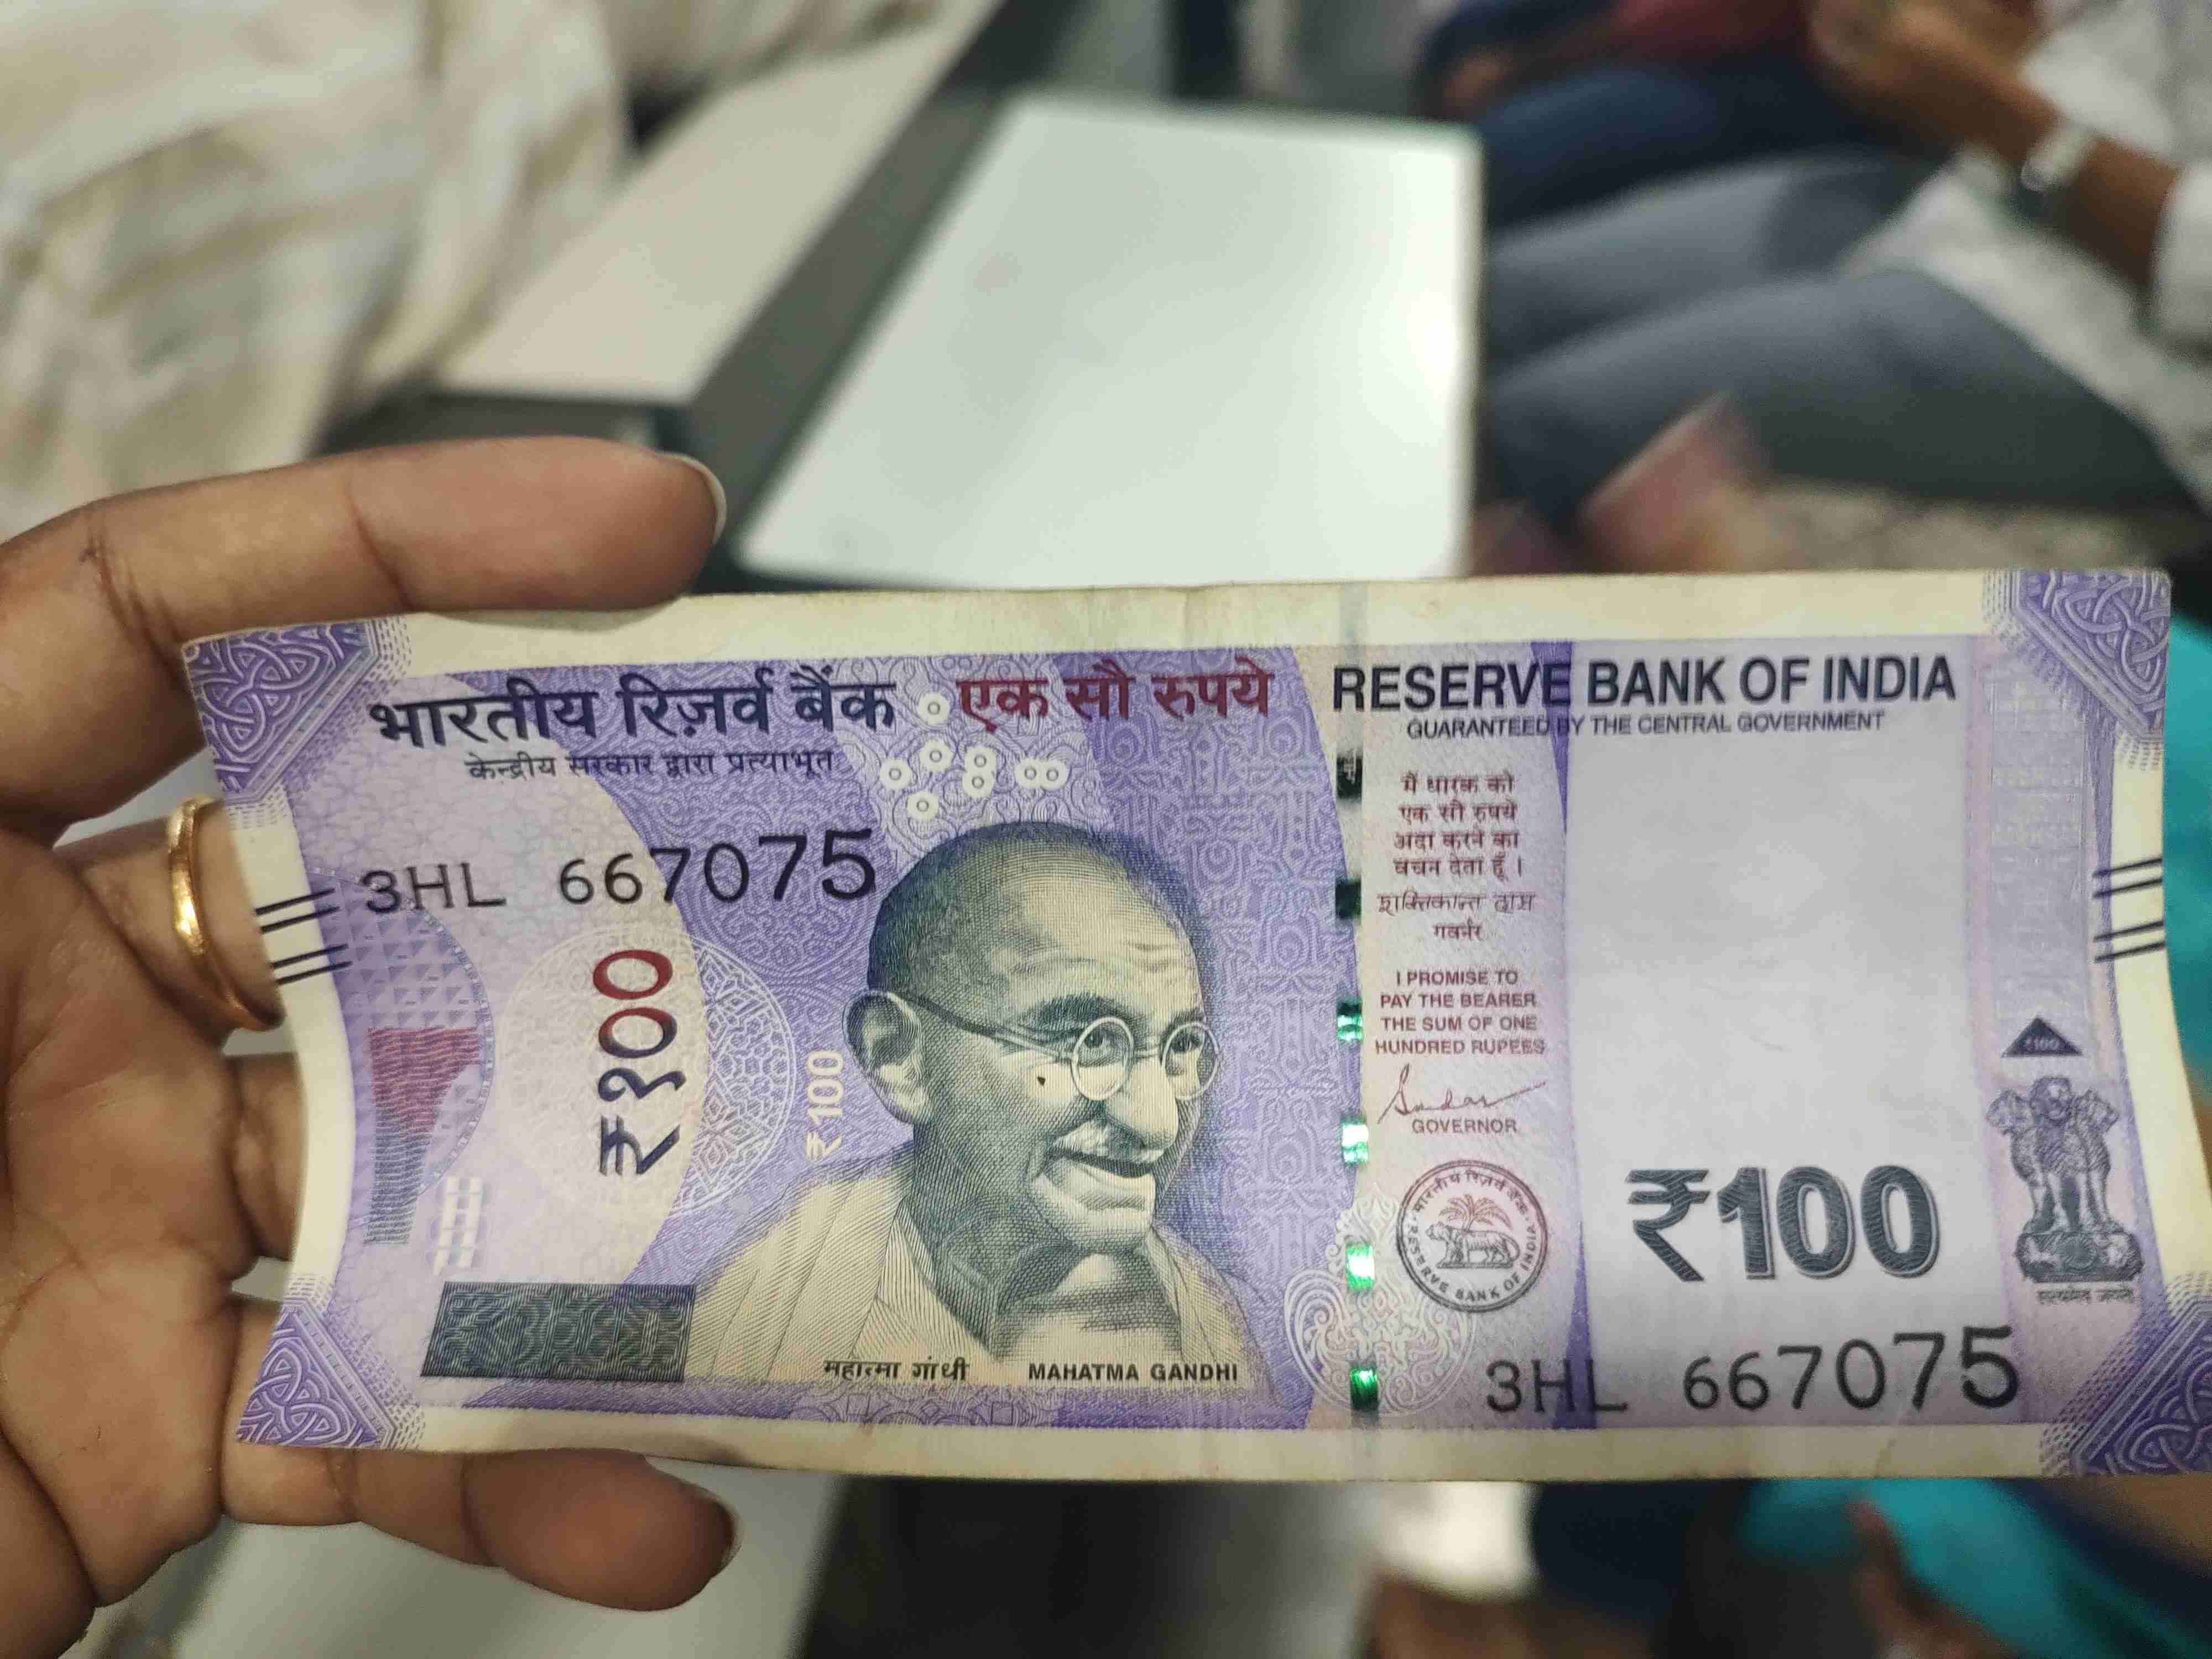 भारतीय रिज़र्व बैंक
एक सौ रुपये
केन्द्रीय सरकार द्वारा प्रत्याभूत
RESERVE BANK OF INDIA
GUARANTEED BY THE CENTRAL GOVERNMENT
3HL 667075
₹१००
₹100
मैं धारक को
एक सौ रुपये
अदा करने का
वचन देता हूँ ।
शक्तिकान्त दास
गवर्नर
I PROMISE TO
PAY THE BEARER
THE SUM OF ONE
HUNDRED RUPEES
GOVERNOR
भारतीय रिज़र्व बैंक
RESERVE BANK OF INDIA
₹100
₹100
सत्यमेव जयते
महात्मा गांधी
MAHATMA GANDHI
3HL 667075